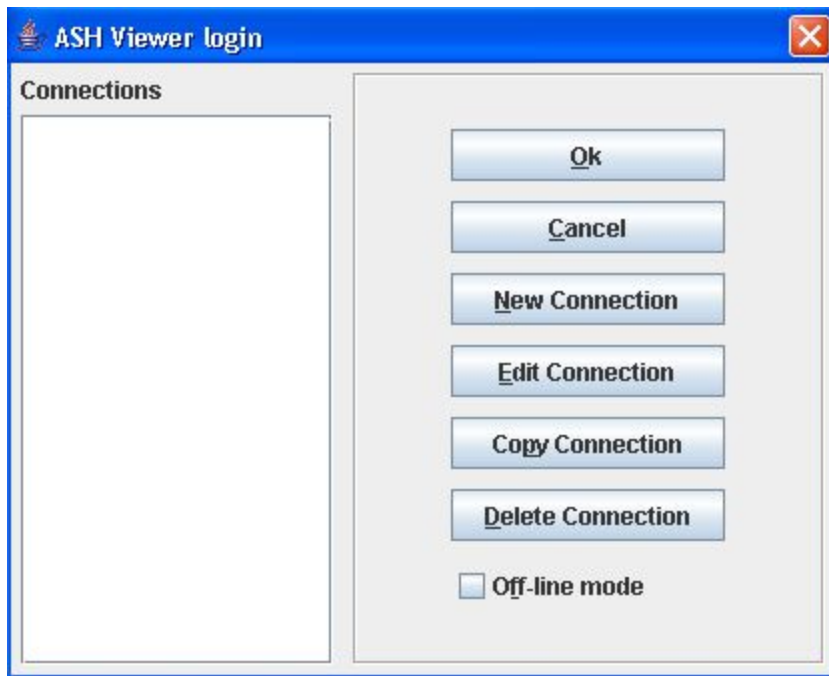 ASH Viewer login
Connections
Ok
Cancel
New Connection
Edit Connection
Copy Connection
Delete Connection
Off-line mode